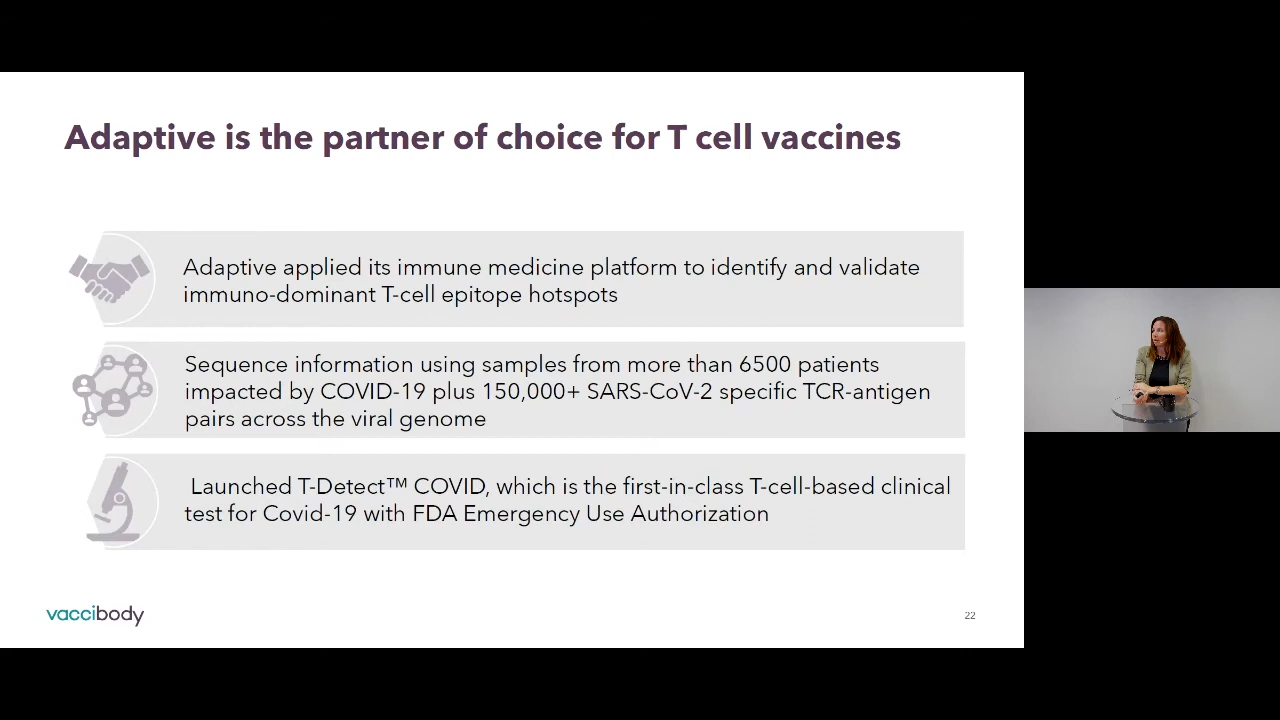 Adaptive is the partner of choice for T cell vaccines
Adaptive applied its immune medicine platform to identify and validate
immuno-dominant T-cell epitope hotspots
Sequence information using samples from more than 6500 patients
impacted by COVID-19 plus 150,000+ SARS-CoV-2 specific TCR-antigen
pairs across the viral genome
Launched T-Detect™ COVID, which is the first-in-class T-cell-based clinical
test for Covid-19 with FDA Emergency Use Authorization
vaccibody
22